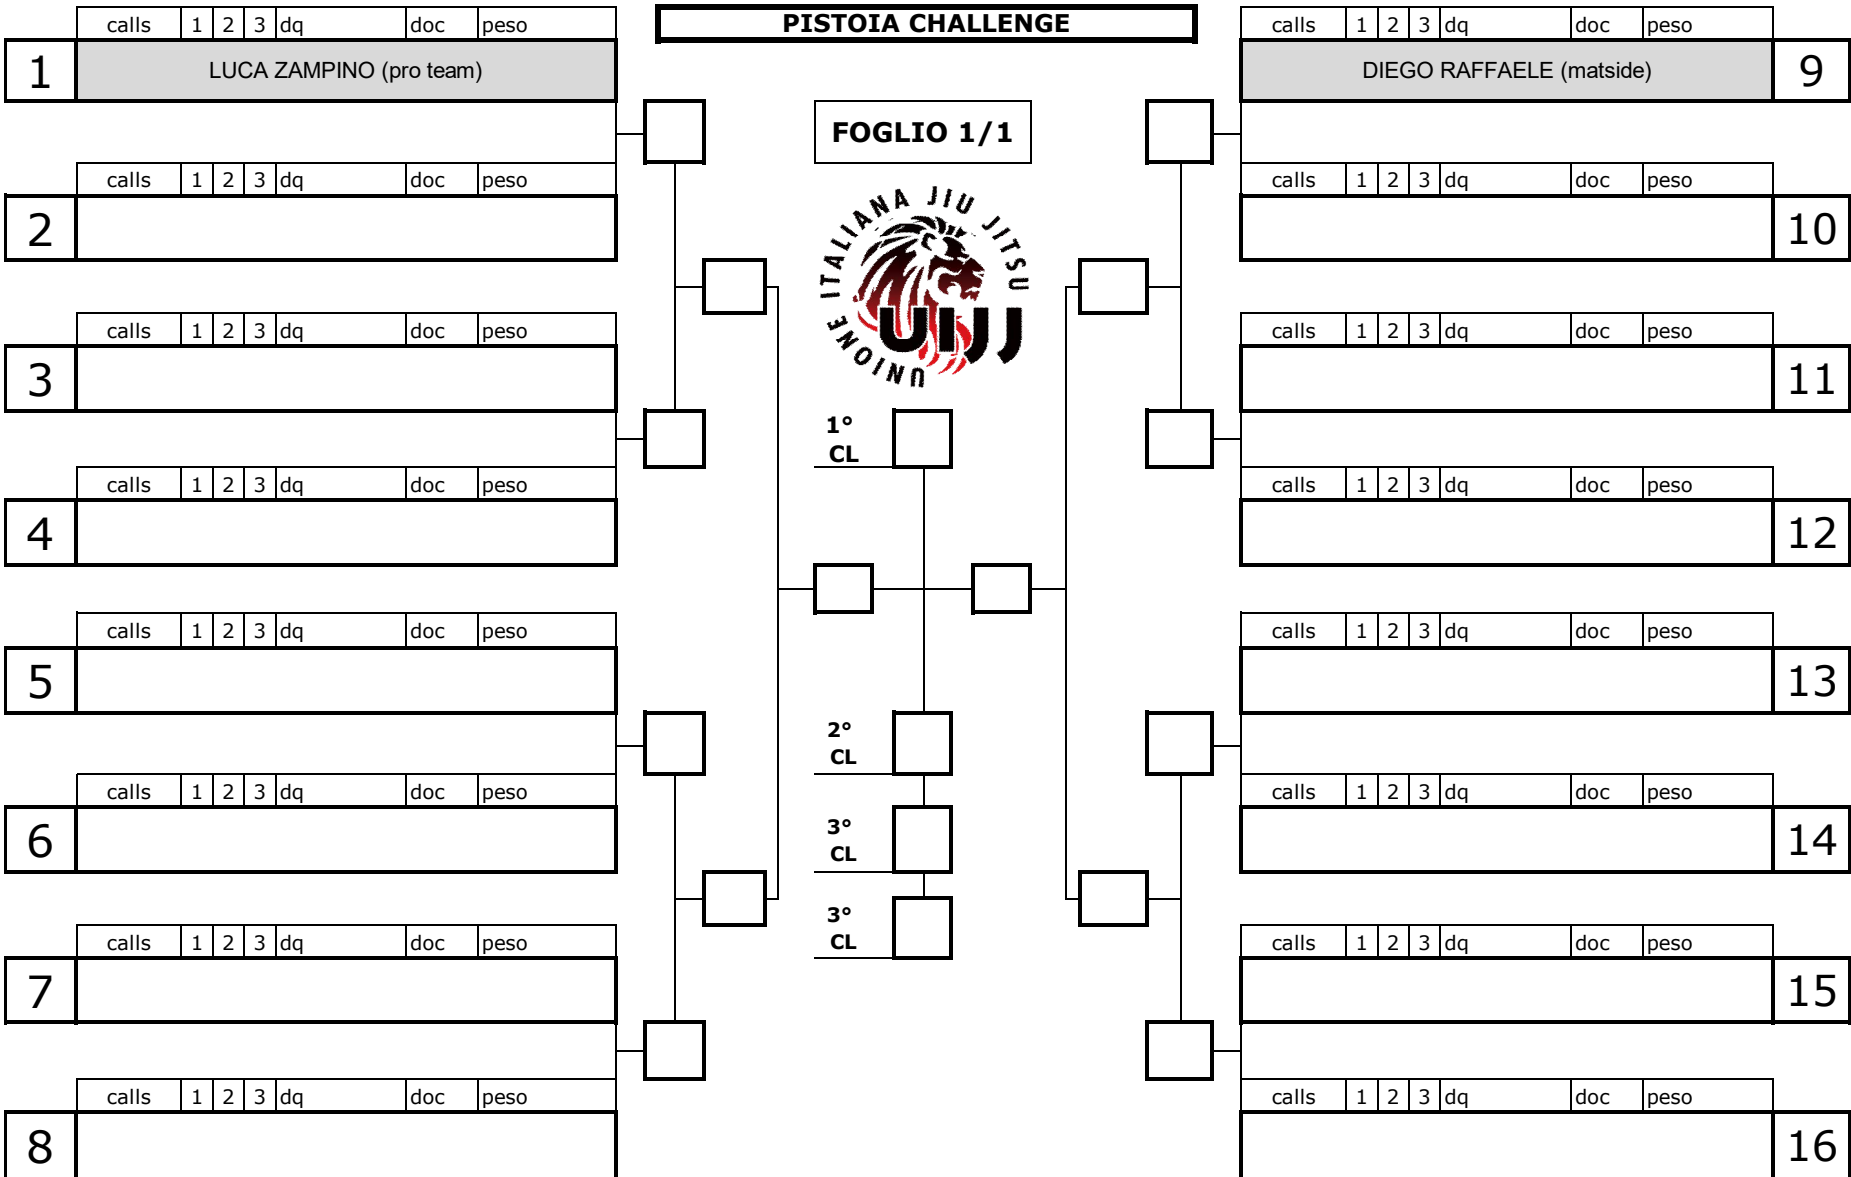 calls 1 2 3 dq doc peso
1 LUCA ZAMPINO (pro team)
calls 1 2 3 dq doc peso
2
calls 1 2 3 dq doc peso
3
calls 1 2 3 dq doc peso
4
calls 1 2 3 dq doc peso
5
calls 1 2 3 dq doc peso
6
calls 1 2 3 dq doc peso
7
calls 1 2 3 dq doc peso
8
PISTOIA CHALLENGE
FOGLIO 1/1
UNIONE ITALIANA JIU JITSU
UIJJ
1°
CL
2°
CL
3°
CL
3°
CL
calls 1 2 3 dq doc peso
DIEGO RAFFAELE (matside) 9
calls 1 2 3 dq doc peso
10
calls 1 2 3 dq doc peso
11
calls 1 2 3 dq doc peso
12
calls 1 2 3 dq doc peso
13
calls 1 2 3 dq doc peso
14
calls 1 2 3 dq doc peso
15
calls 1 2 3 dq doc peso
16